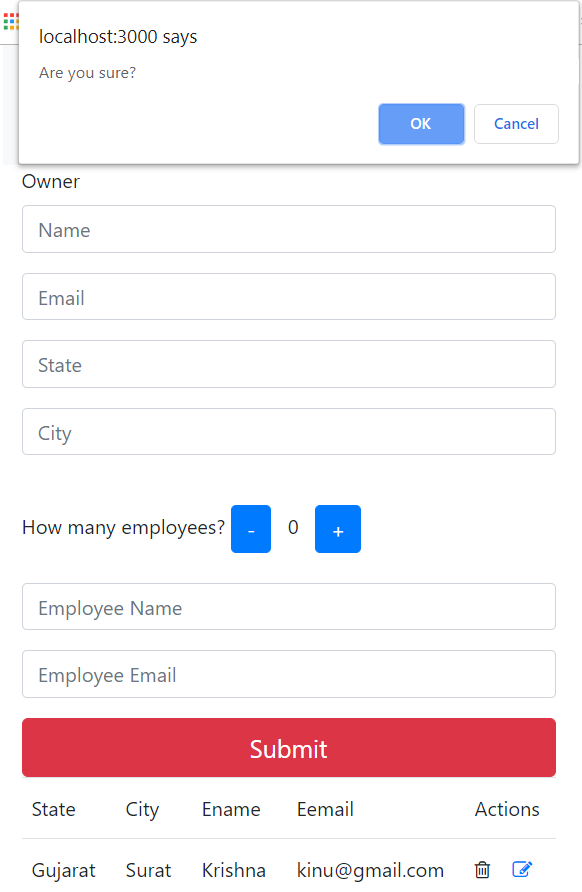 localhost:3000 says
Are you sure?
OK Cancel
Owner
Name
Email
State
City
How many employees? - 0 +
Employee Name
Employee Email
Submit
State City Ename Eemail Actions
Gujarat Surat Krishna kinu@gmail.com